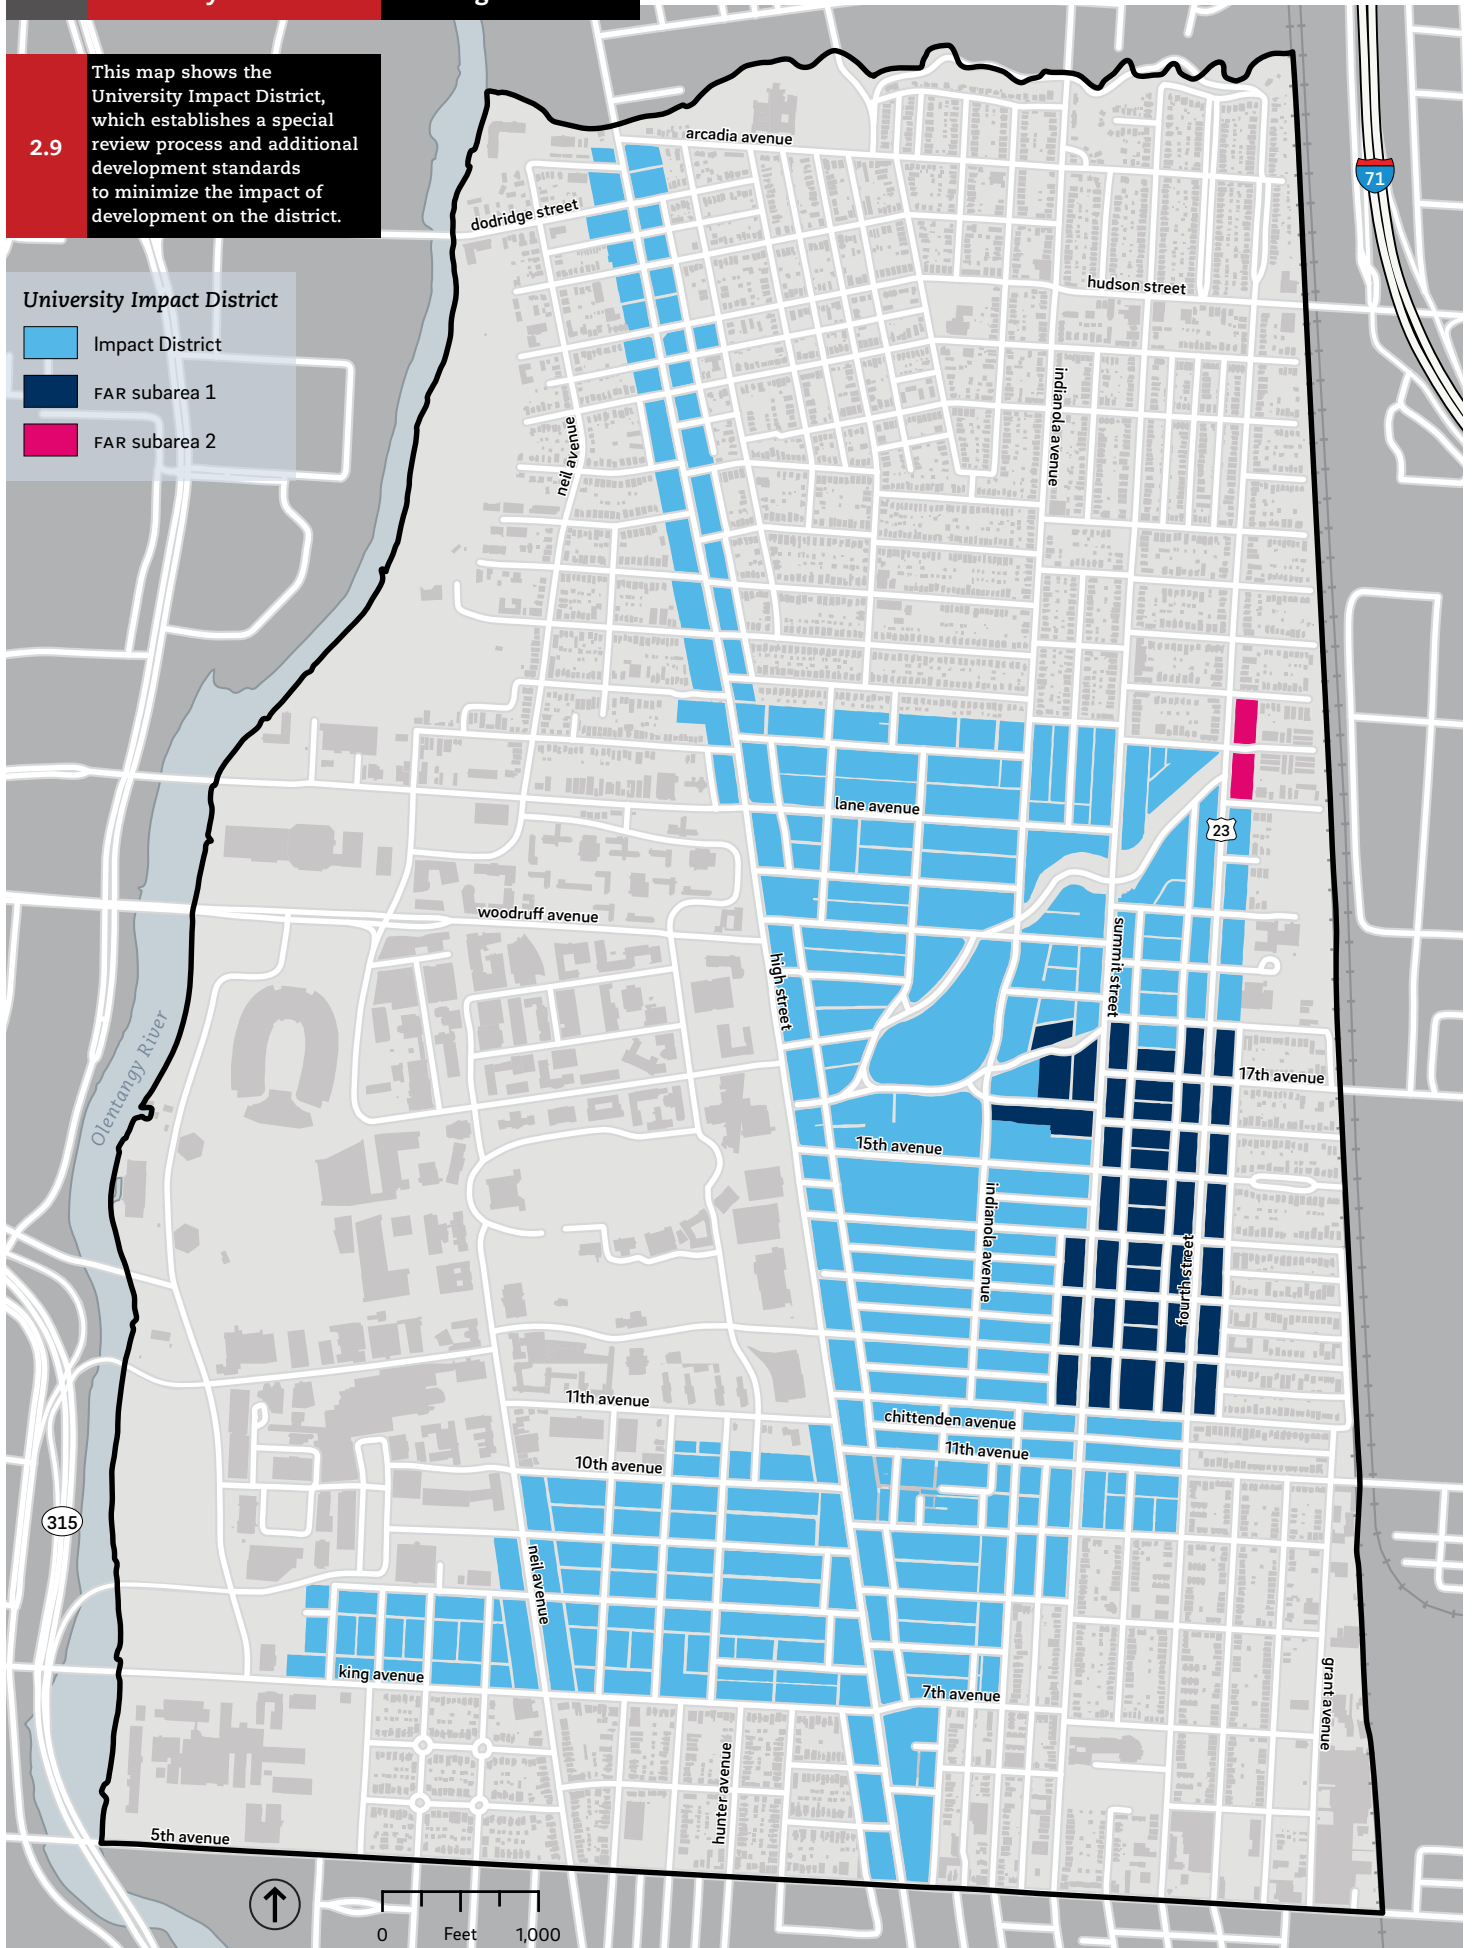 2.9
This map shows the
University Impact District,
which establishes a special
review process and additional
development standards
to minimize the impact of
development on the district.
University Impact District
Impact District
FAR subarea 1
FAR subarea 2
arcadia avenue
dodridge street
71
hudson street
indianola avenue
neil avenue
lane avenue
23
woodruff avenue
summit street
high street
Olentangy River
17th avenue
15th avenue
indianola avenue
fourth street
11th avenue
chittenden avenue
11th avenue
10th avenue
315
neil avenue
king avenue
7th avenue
grant avenue
hunter avenue
5th avenue
0 Feet 1,000